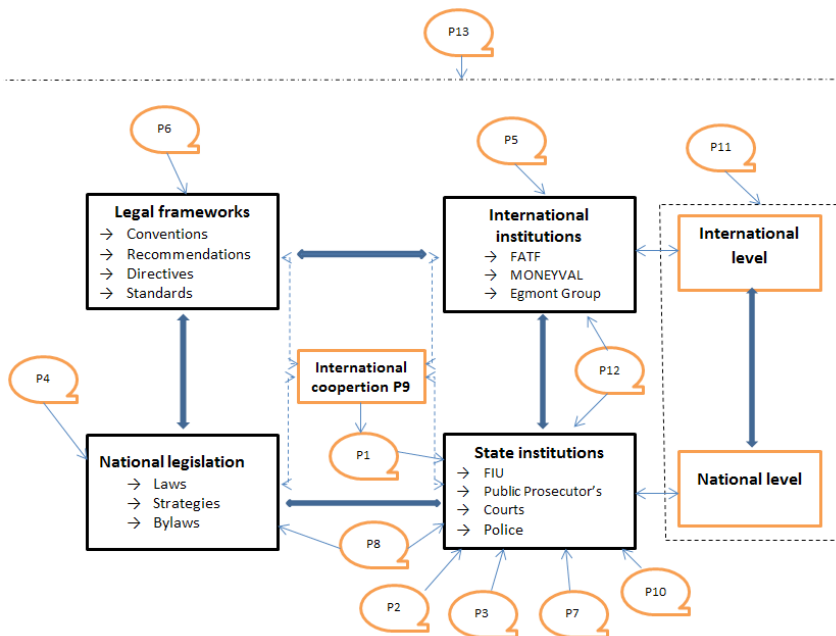 P13
P6
P5
P11
Legal frameworks
→ Conventions
→ Recommendations
→ Directives
→ Standards
International
institutions
→ FATF
→ MONEYVAL
→ Egmont Group
International
level
P4
International
coopertion P9
P12
P1
National legislation
→ Laws
→ Strategies
→ Bylaws
State institutions
→ FIU
→ Public Prosecutor's
→ Courts
→ Police
National level
P8
P2
P3
P7
P10